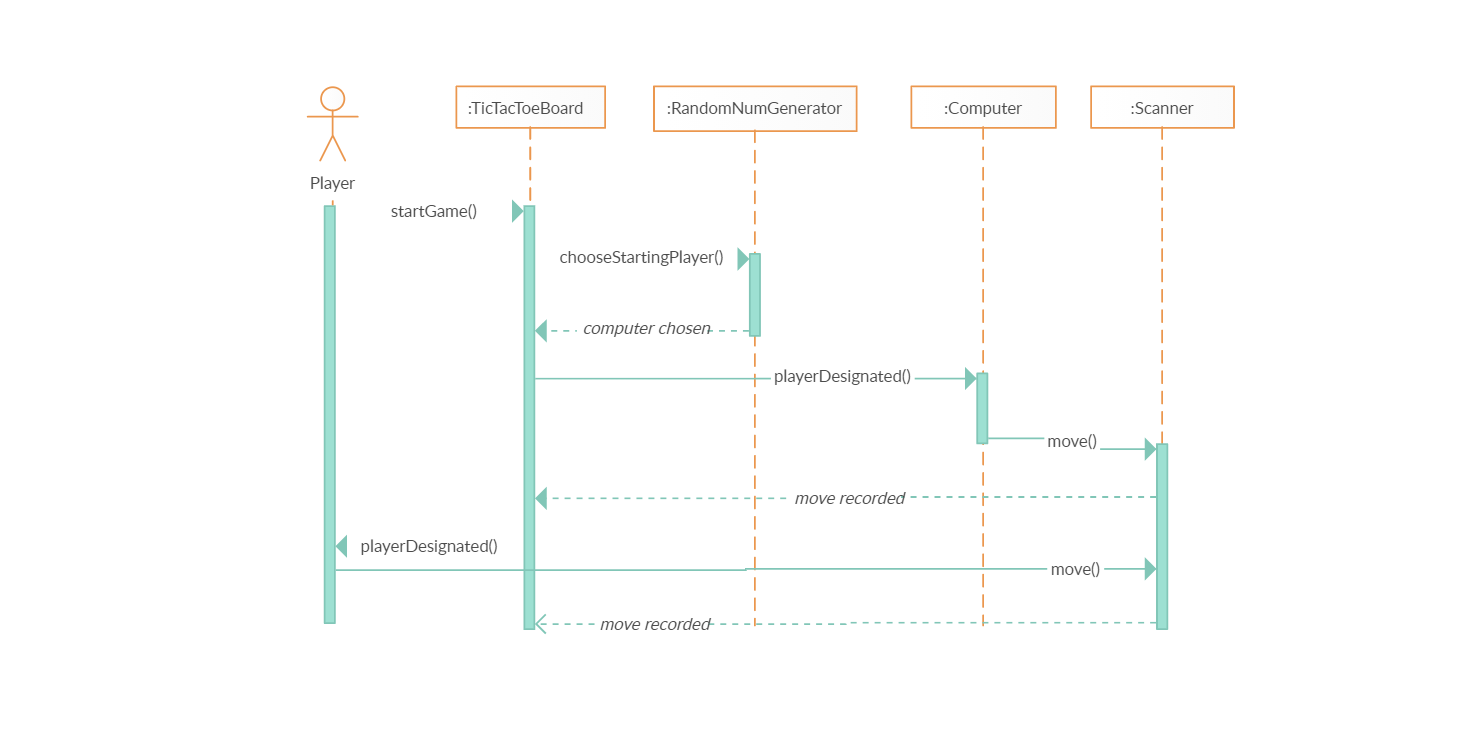 :TicTacToeBoard
:RandomNumGenerator
:Computer
:Scanner
Player
startGame()
chooseStartingPlayer()
computer chosen
playerDesignated()
move()
move recorded
playerDesignated()
move()
move recorded